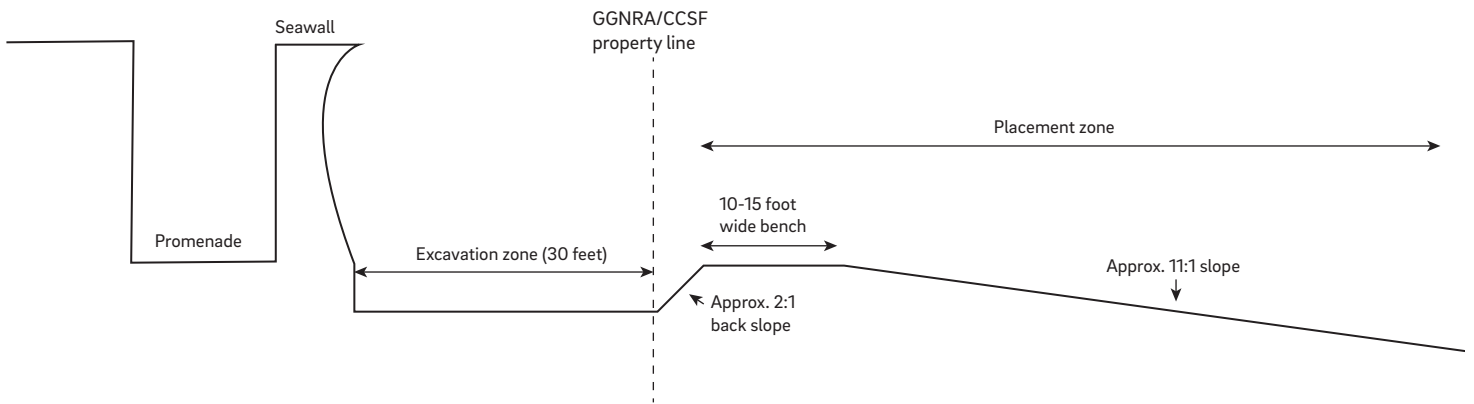 Seawall
GGNRA/CCSF
property line
Placement zone
10-15 foot
wide bench
Promenade
Excavation zone (30 feet)
Approx. 11:1 slope
Approx. 2:1
back slope